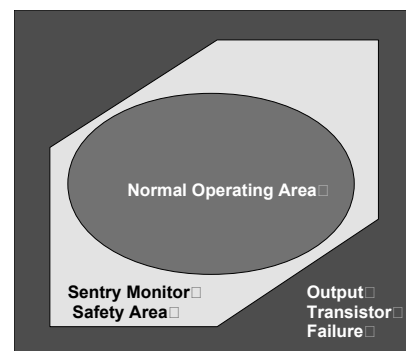 Normal Operating Area
Sentry Monitor
Safety Area
Output
Transistor
Failure